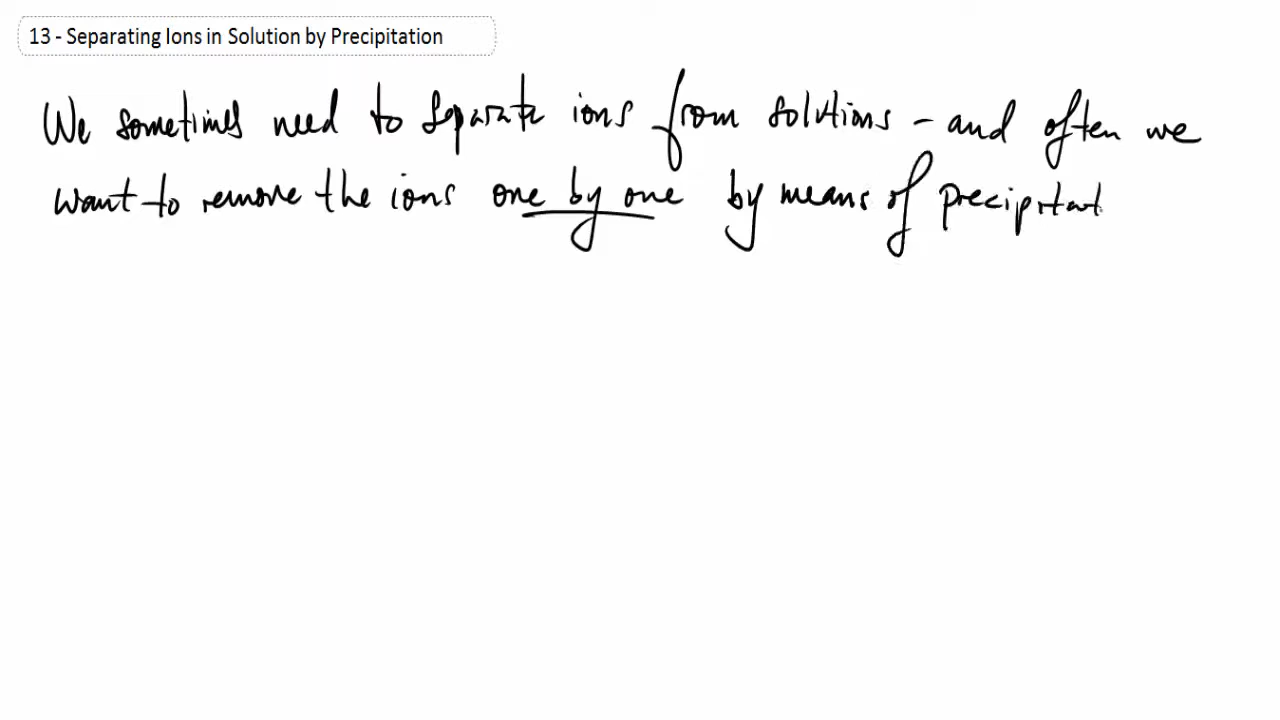 13 - Separating Ions in Solution by Precipitation
We sometimes need to separate ions from solutions - and often we
want to remove the ions one by one by means of precipitat